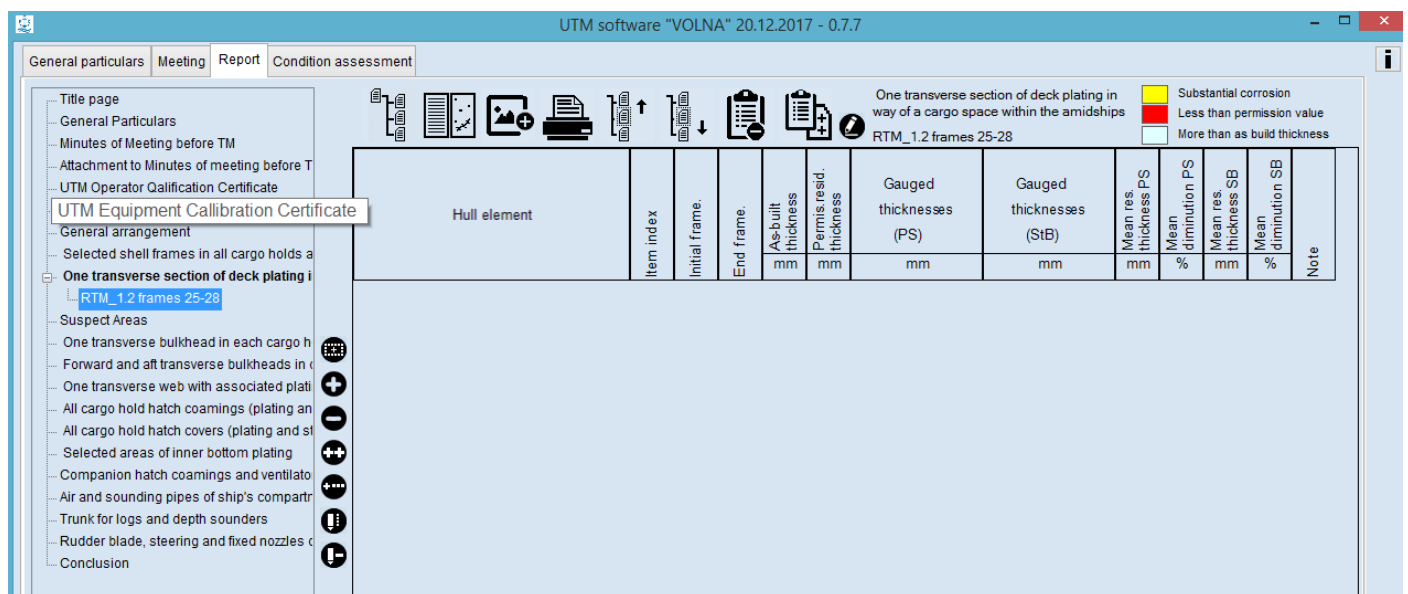 UTM software "VOLNA" 20.12.2017 - 0.7.7
General particulars
Meeting
Report
Condition assessment
Title page
General Particulars
Minutes of Meeting before TM
Attachment to Minutes of meeting before T
UTM Operator Qalification Certificate
UTM Equipment Callibration Certificate
General arrangement
Selected shell frames in all cargo holds a
One transverse section of deck plating i
RTM_1.2 frames 25-28
Suspect Areas
One transverse bulkhead in each cargo h
Forward and aft transverse bulkheads in
One transverse web with associated plati
All cargo hold hatch coamings (plating an
All cargo hold hatch covers (plating and st
Selected areas of inner bottom plating
Companion hatch coamings and ventilato
Air and sounding pipes of ship's compartr
Trunk for logs and depth sounders
Rudder blade, steering and fixed nozzles
Conclusion
One transverse section of deck plating in
way of a cargo space within the amidships
RTM_1.2 frames 25-28
Substantial corrosion
Less than permission value
More than as build thickness
Hull element
Item index
Initial frame.
End frame.
As-built
thickness
mm
Permis.resid.
thickness
mm
Gauged
thicknesses
(PS)
mm
Gauged
thicknesses
(StB)
mm
Mean res.
thickness PS
mm
Mean
diminution PS
%
Mean res.
thickness SB
mm
Mean
diminution SB
%
Note